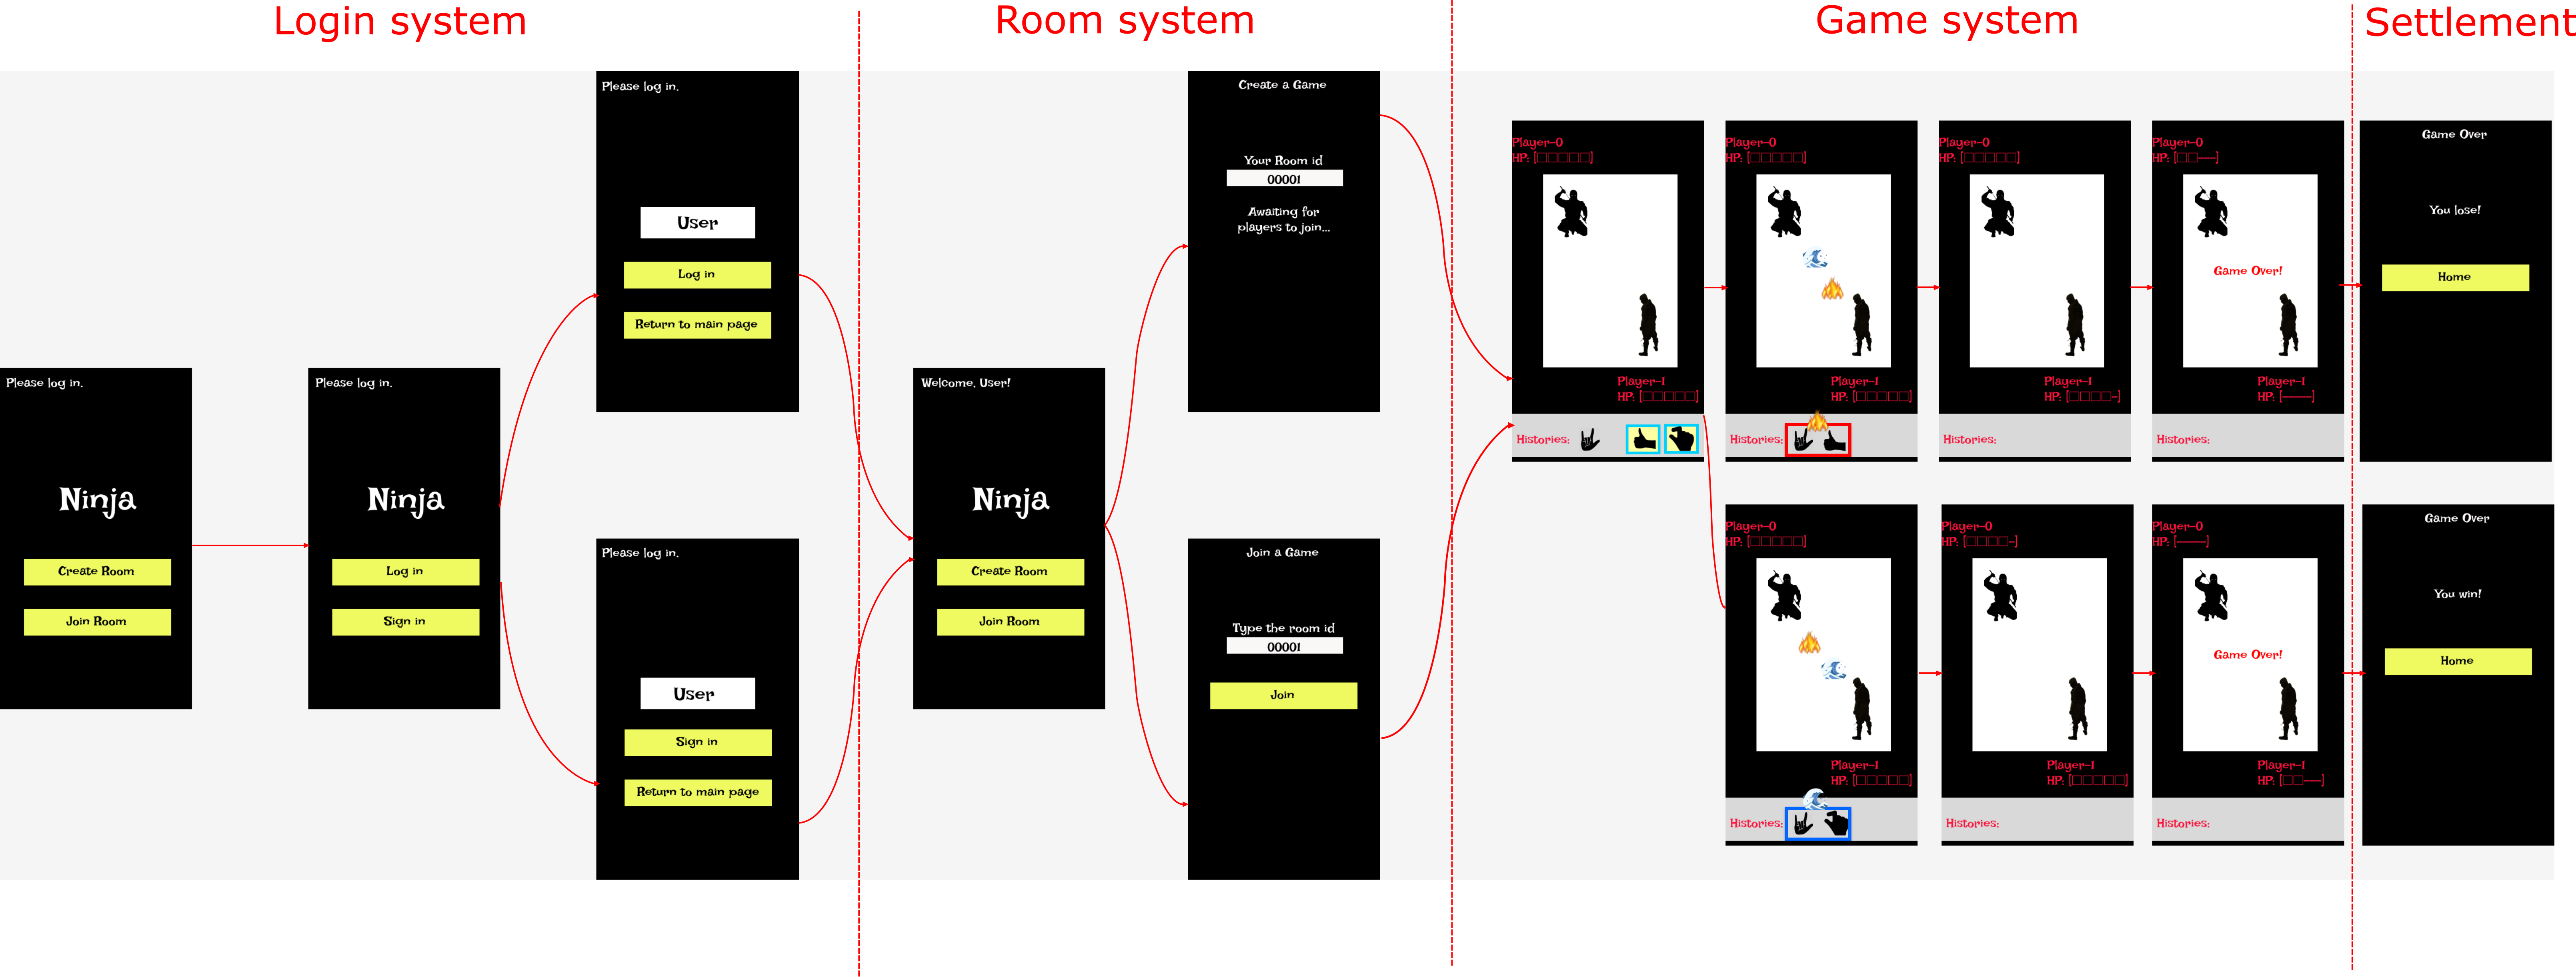 Login system
Room system
Game system
Settlement
Please log in.
Ninja
Create Room
Join Room
Please log in.
Ninja
Log in
Sign in
Please log in.
User
Log in
Return to main page
Please log in.
User
Sign in
Return to main page
Welcome, User!
Ninja
Create Room
Join Room
Create a Game
Your Room id
00001
Awaiting for
players to join...
Join a Game
Type the room id
00001
Join
Player-0
HP: [□□□□□]
Player-1
HP: [□□□□□]
Histories:
Player-0
HP: [□□□□□]
Player-1
HP: [□□□□□]
Histories:
Player-0
HP: [□□□□□]
Player-1
HP: [□□□□-]
Histories:
Player-0
HP: [□□---]
Game Over!
Player-1
HP: [-----]
Histories:
Game Over
You lose!
Home
Player-0
HP: [□□□□□]
Player-1
HP: [□□□□□]
Histories:
Player-0
HP: [□□□□-]
Player-1
HP: [□□□□□]
Histories:
Player-0
HP: [-----]
Game Over!
Player-1
HP: [□□---]
Histories:
Game Over
You win!
Home